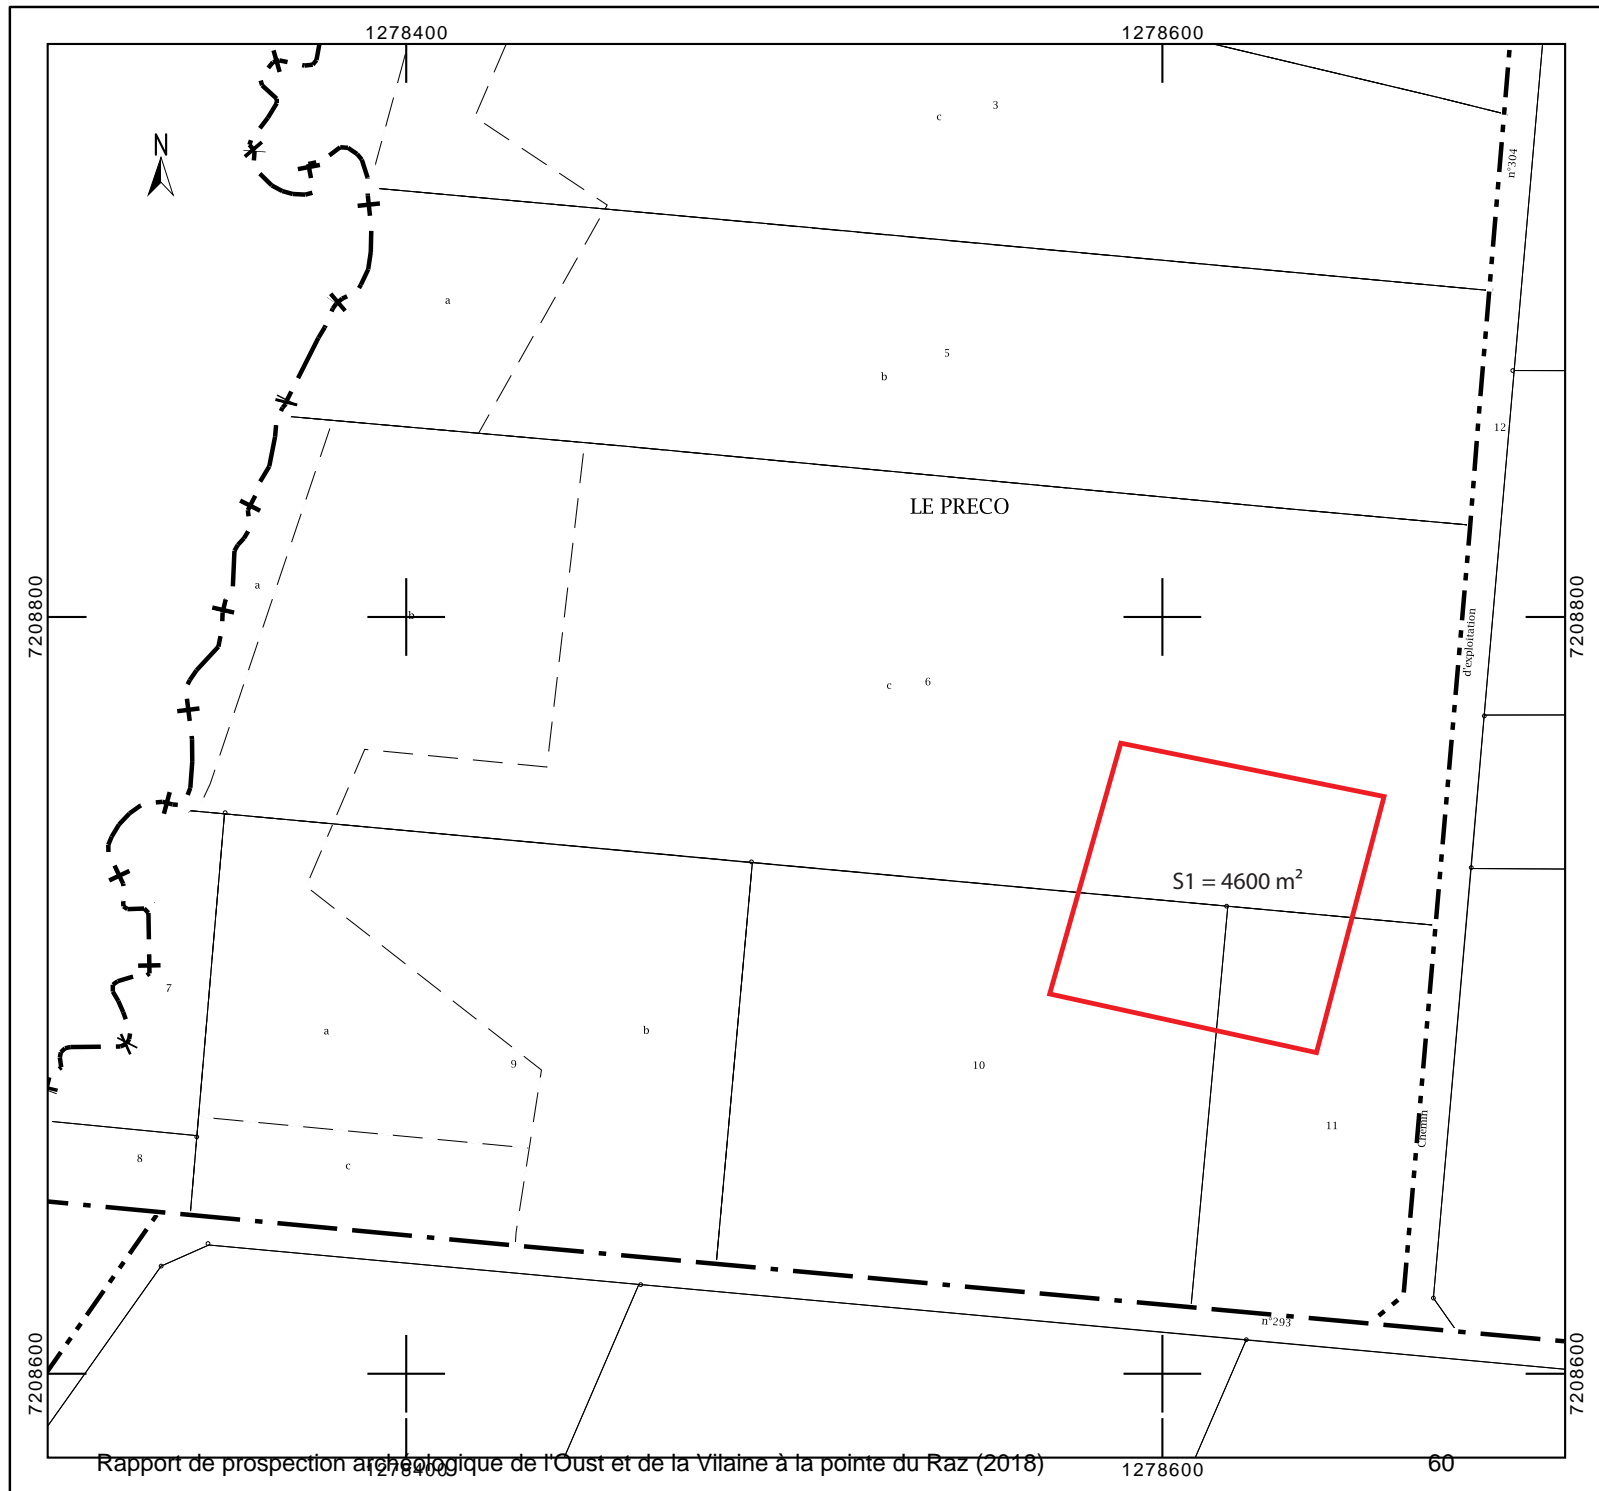 1278400
1278600
N
3
c
n°304
a
5
b
12
LE PRECO
7208800
7208800
a
b
d'exploitation
c
6
S1 = 4600 m²
7
a
b
9
10
11
Chemin
8
c
n°293
7208600
7208600
Rapport de prospection archéologique de l'Oust et de la Vilaine à la pointe du Raz (2018)
60
1278400
1278600